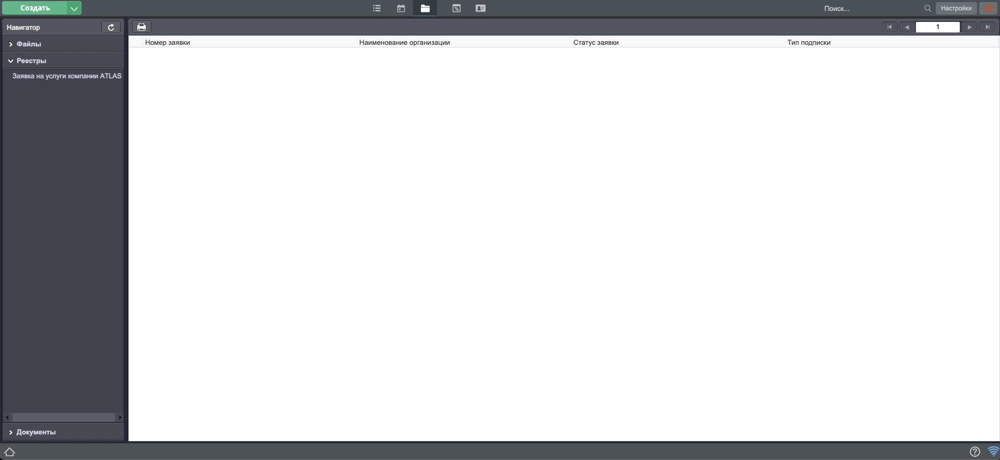 Создать
Поиск...
Настройки
Навигатор
1
Файлы
Номер заявки
Наименование организации
Статус заявки
Тип подписки
Реестры
Заявка на услуги компании ATLAS
Документы